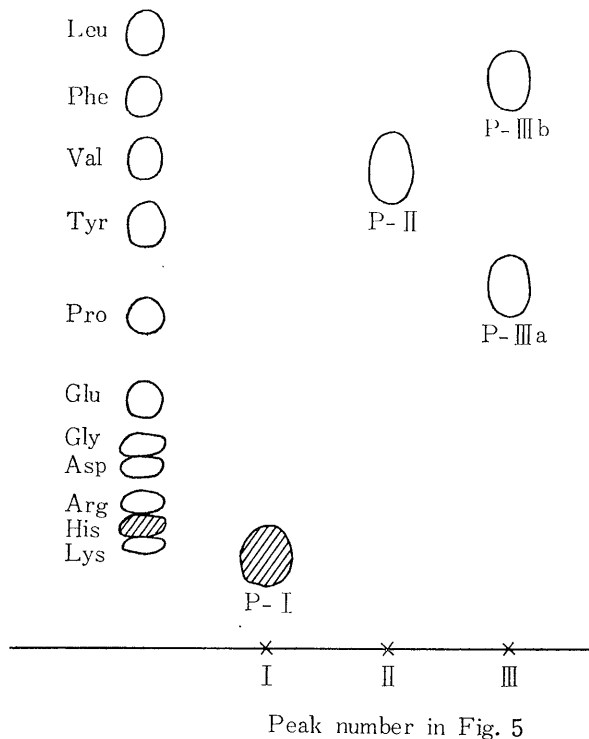 Leu
Phe
P-Ⅲb
Val
Tyr
P-Ⅱ
Pro
P-Ⅲa
Glu
Gly
Asp
Arg
His
Lys
P-Ⅰ
Ⅰ Ⅱ Ⅲ
Peak number in Fig. 5